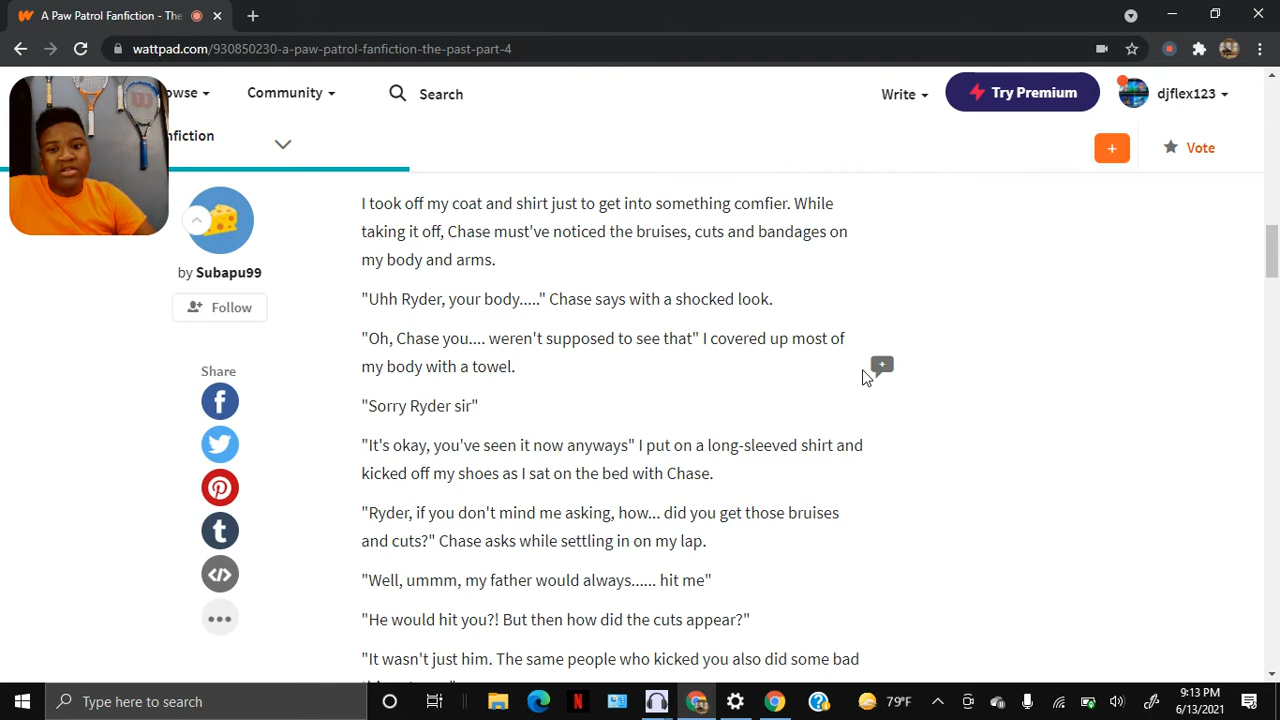 A Paw Patrol Fanfiction - The
wattpad.com/930850230-a-paw-patrol-fanfiction-the-past-part-4
owse
Community
Search
Write
Try Premium
djflex123
nfiction
+
Vote
I took off my coat and shirt just to get into something comfier. While
taking it off, Chase must've noticed the bruises, cuts and bandages on
my body and arms.
by Subapu99
"Uhh Ryder, your body....." Chase says with a shocked look.
Follow
"Oh, Chase you.... weren't supposed to see that" I covered up most of
my body with a towel.
+
Share
"Sorry Ryder sir"
"It's okay, you've seen it now anyways" I put on a long-sleeved shirt and
kicked off my shoes as I sat on the bed with Chase.
"Ryder, if you don't mind me asking, how... did you get those bruises
and cuts?" Chase asks while settling in on my lap.
"Well, ummm, my father would always...... hit me"
"He would hit you?! But then how did the cuts appear?"
"It wasn't just him. The same people who kicked you also did some bad
Type here to search
79°F
9:13 PM
6/13/2021